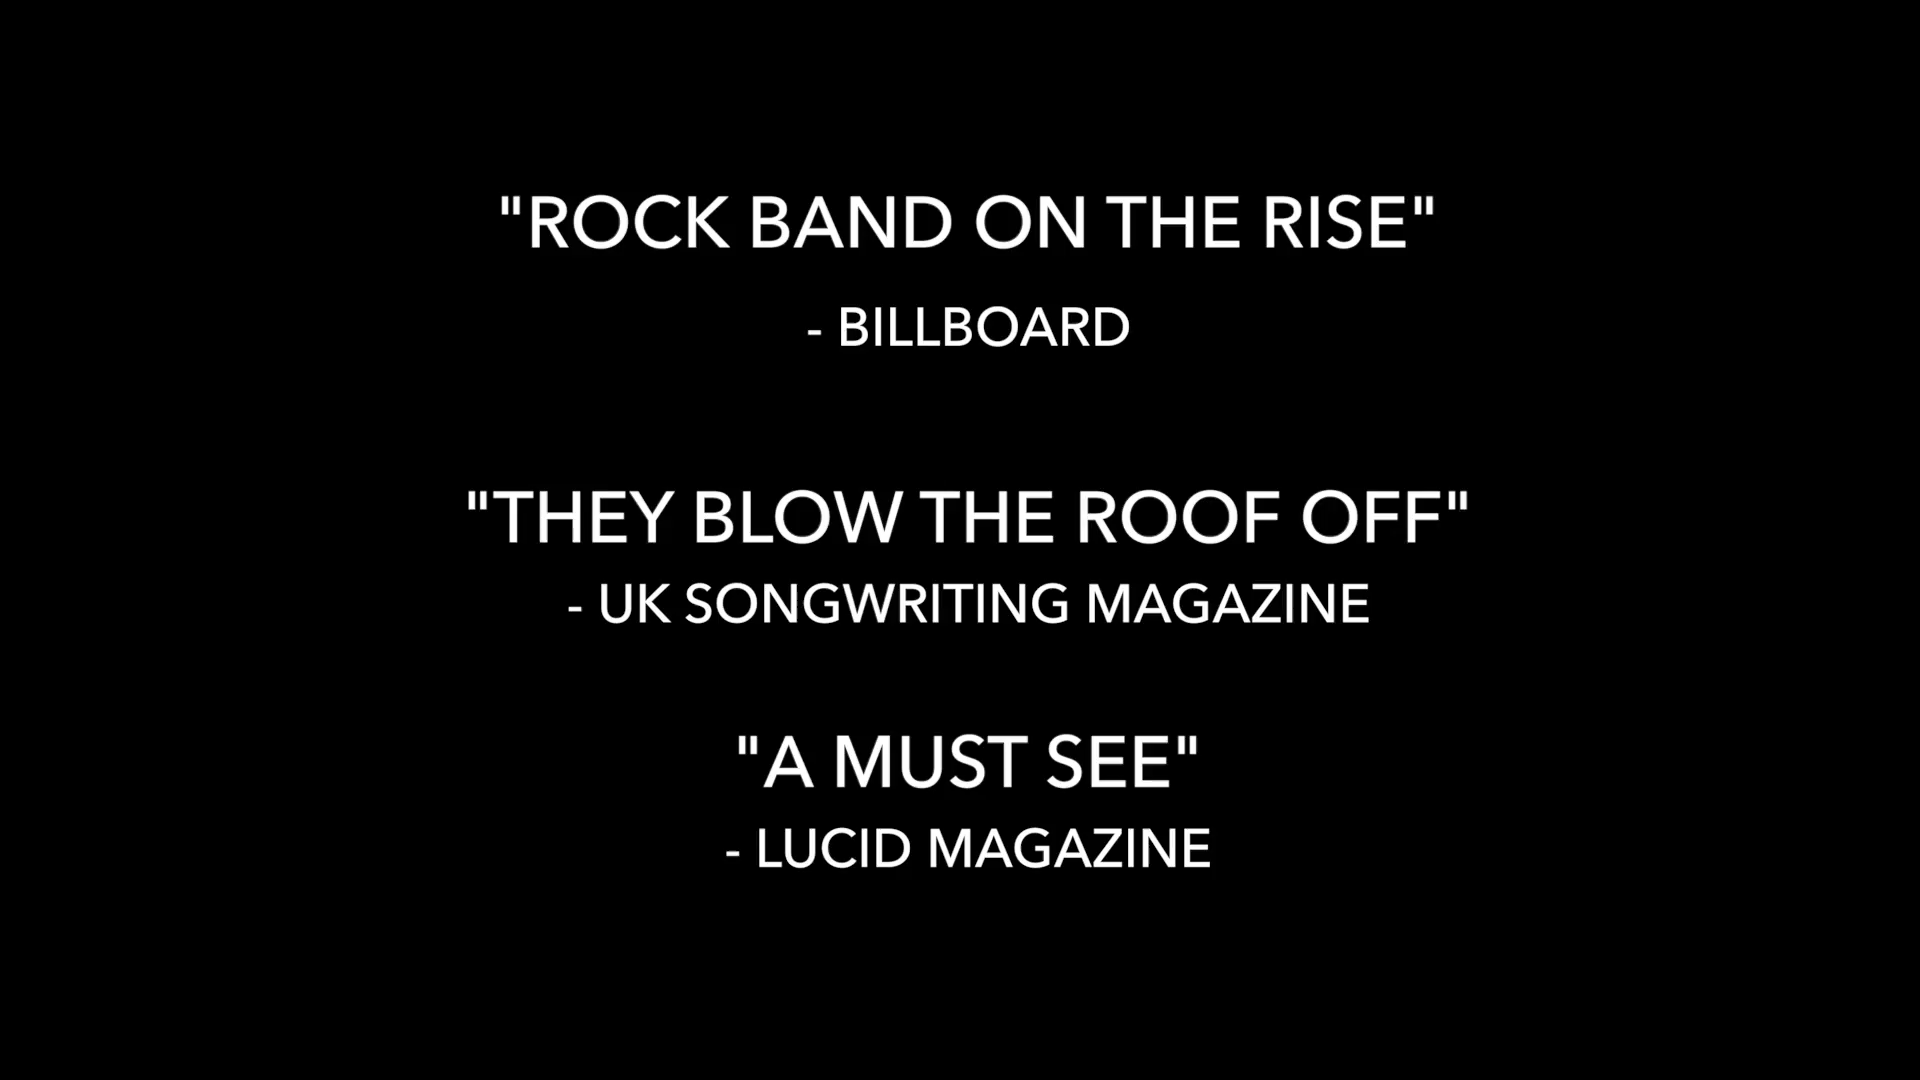 "ROCK BAND ON THE RISE"
- BILLBOARD
"THEY BLOW THE ROOF OFF"
- UK SONGWRITING MAGAZINE
"A MUST SEE"
- LUCID MAGAZINE